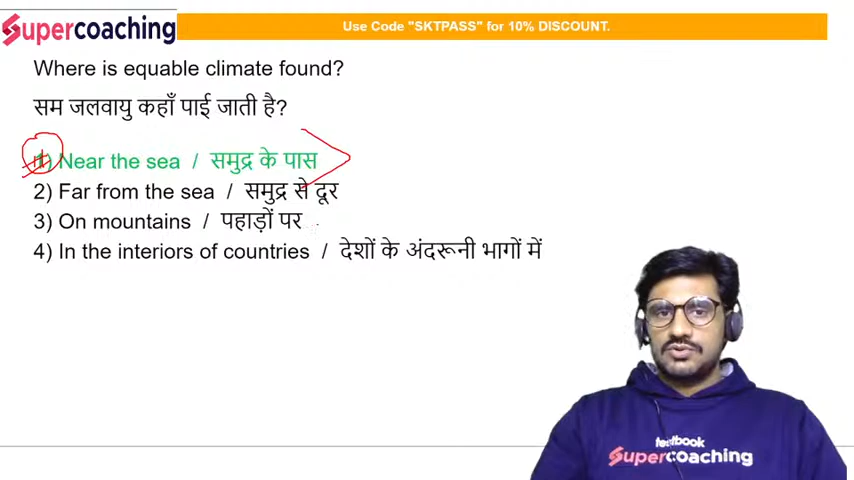 Supercoaching
Use Code "SKTPASS" for 10% DISCOUNT.
Where is equable climate found?
सम जलवायु कहाँ पाई जाती है?
1) Near the sea / समुद्र के पास
2) Far from the sea / समुद्र से दूर
3) On mountains / पहाड़ों पर
4) In the interiors of countries / देशों के अंदरूनी भागों में
testbook
Supercoaching